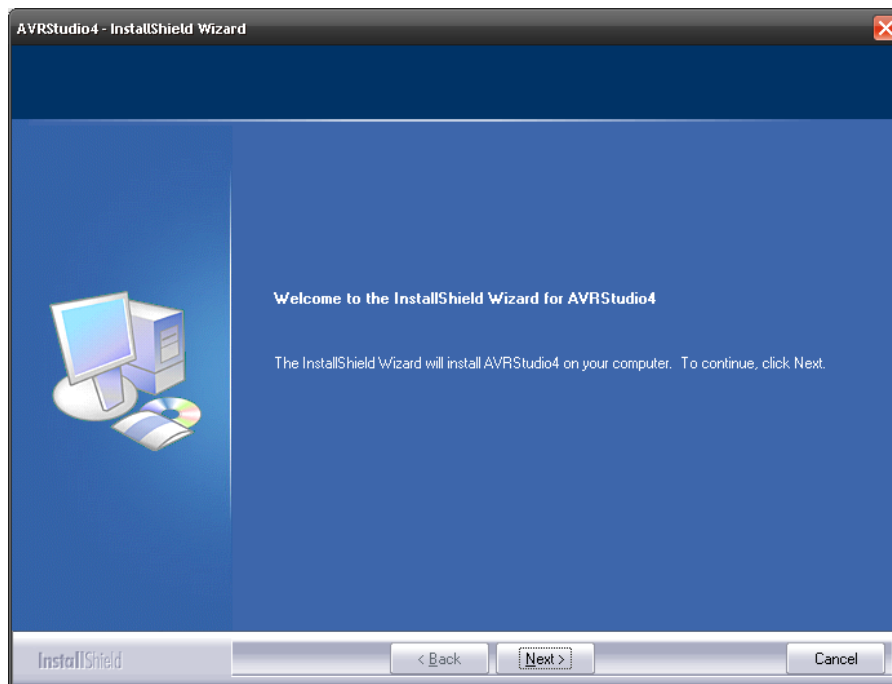 AVRStudio4 - InstallShield Wizard
Welcome to the InstallShield Wizard for AVRStudio4
The InstallShield Wizard will install AVRStudio4 on your computer. To continue, click Next.
InstallShield
< Back
Next >
Cancel